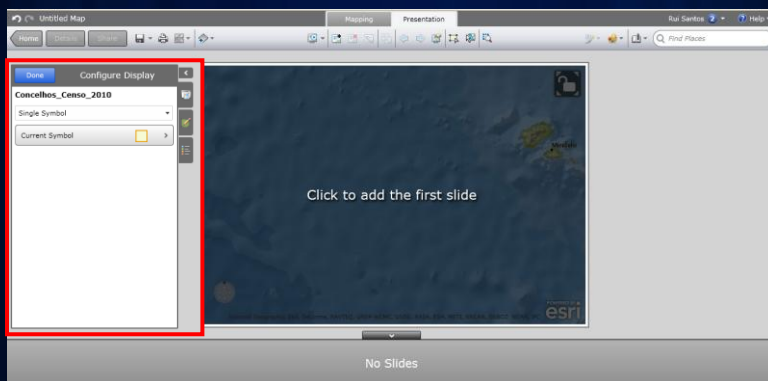 Untitled Map
Mapping Presentation
Rui Santos ? Help
Home Details Share
Find Places
Done Configure Display
Concelhos_Censo_2010
Single Symbol
Current Symbol
Click to add the first slide
esri
No Slides